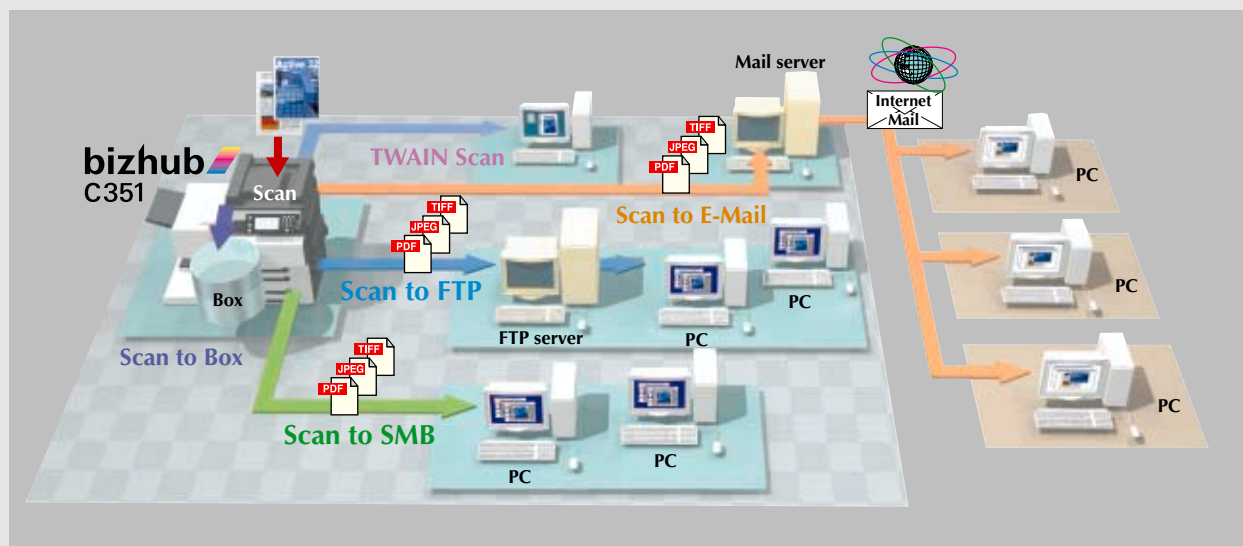 Active 32
bizhub
C351
Scan
Box
Scan to Box
TWAIN Scan
Mail server
Internet
Mail
TIFF
JPEG
PDF
Scan to E-Mail
PC
PC
PC
TIFF
JPEG
PDF
Scan to FTP
FTP server
PC
PC
TIFF
JPEG
PDF
Scan to SMB
PC
PC